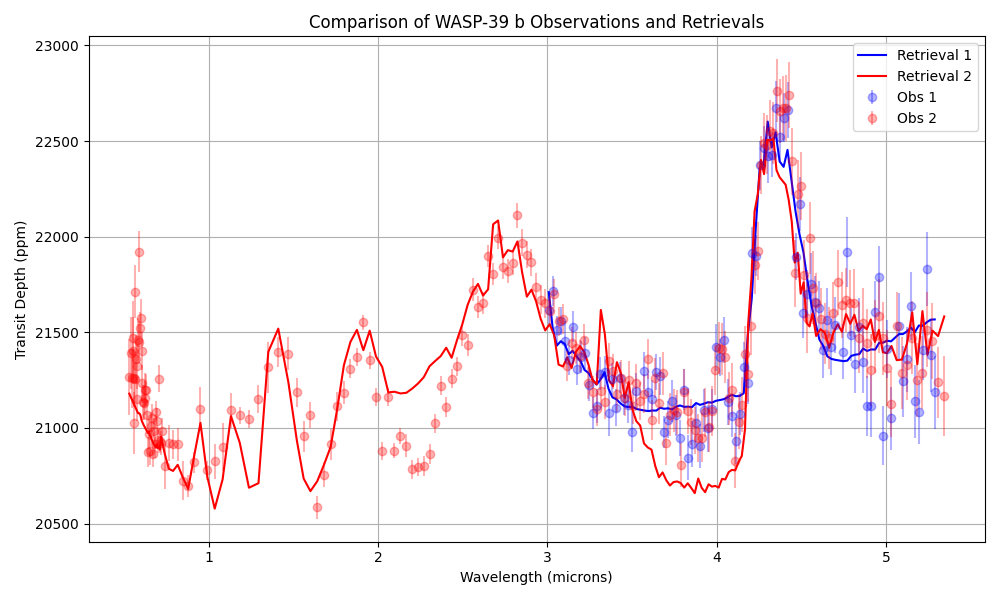 Comparison of WASP-39 b Observations and Retrievals
23000
22500
22000
21500
21000
20500
Transit Depth (ppm)
Retrieval 1
Retrieval 2
Obs 1
Obs 2
1
2
3
4
5
Wavelength (microns)